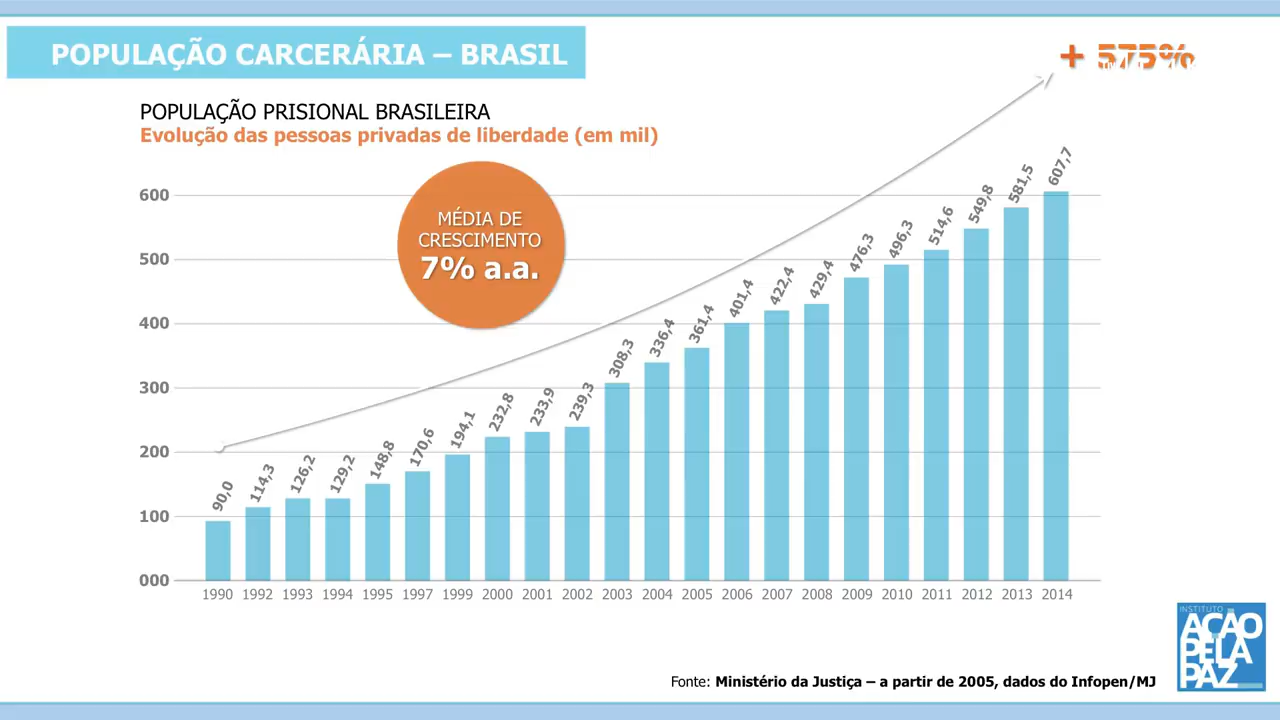 POPULAÇÃO CARCERÁRIA – BRASIL
+ 575%
POPULAÇÃO PRISIONAL BRASILEIRA
Evolução das pessoas privadas de liberdade (em mil)
MÉDIA DE
CRESCIMENTO
7% a.a.
600
500
400
300
200
100
000
90,0
114,3
126,2
129,2
148,8
170,6
194,1
232,8
233,9
239,3
308,3
336,4
361,4
401,4
422,4
429,4
476,3
496,3
514,6
549,8
581,5
607,7
1990 1992 1993 1994 1995 1997 1999 2000 2001 2002 2003 2004 2005 2006 2007 2008 2009 2010 2011 2012 2013 2014
INSTITUTO
AÇÃO
PELA
PAZ
Fonte: Ministério da Justiça – a partir de 2005, dados do Infopen/MJ